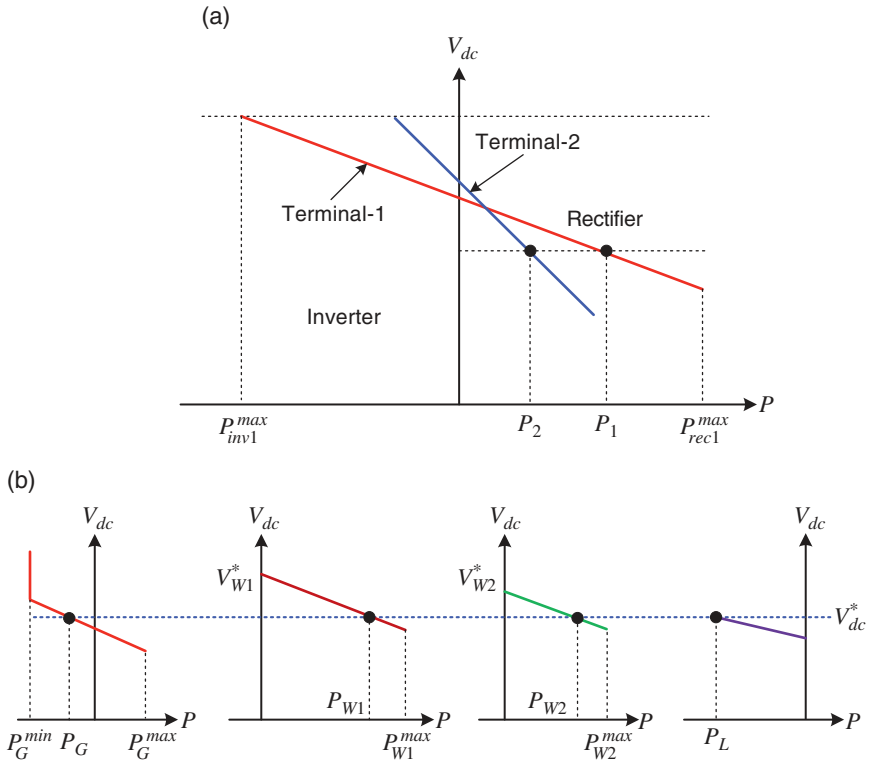 (a)
V_dc
Terminal-2
Terminal-1
Rectifier
Inverter
P_inv1^max
P_2
P_1
P_rec1^max
P
(b)
V_dc
V_dc
V_dc
V_dc
V_W1^*
V_W2^*
V_dc^*
P_W1
P_W2
P
P
P
P
P_G^min
P_G
P_G^max
P_W1^max
P_W2^max
P_L